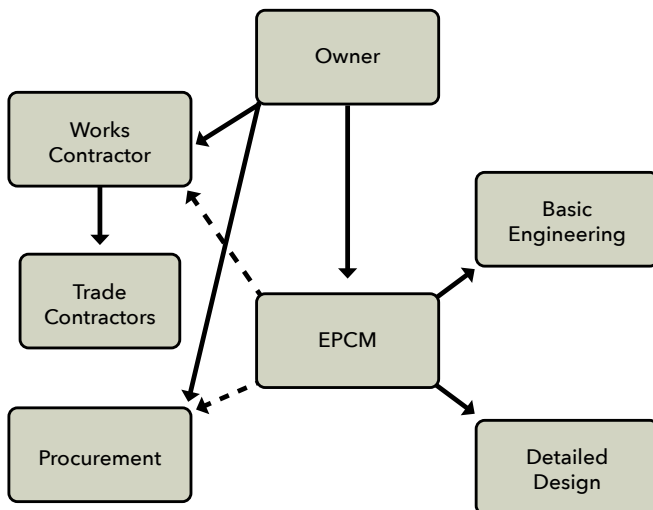 Owner
Works
Contractor
Basic
Engineering
Trade
Contractors
EPCM
Procurement
Detailed
Design